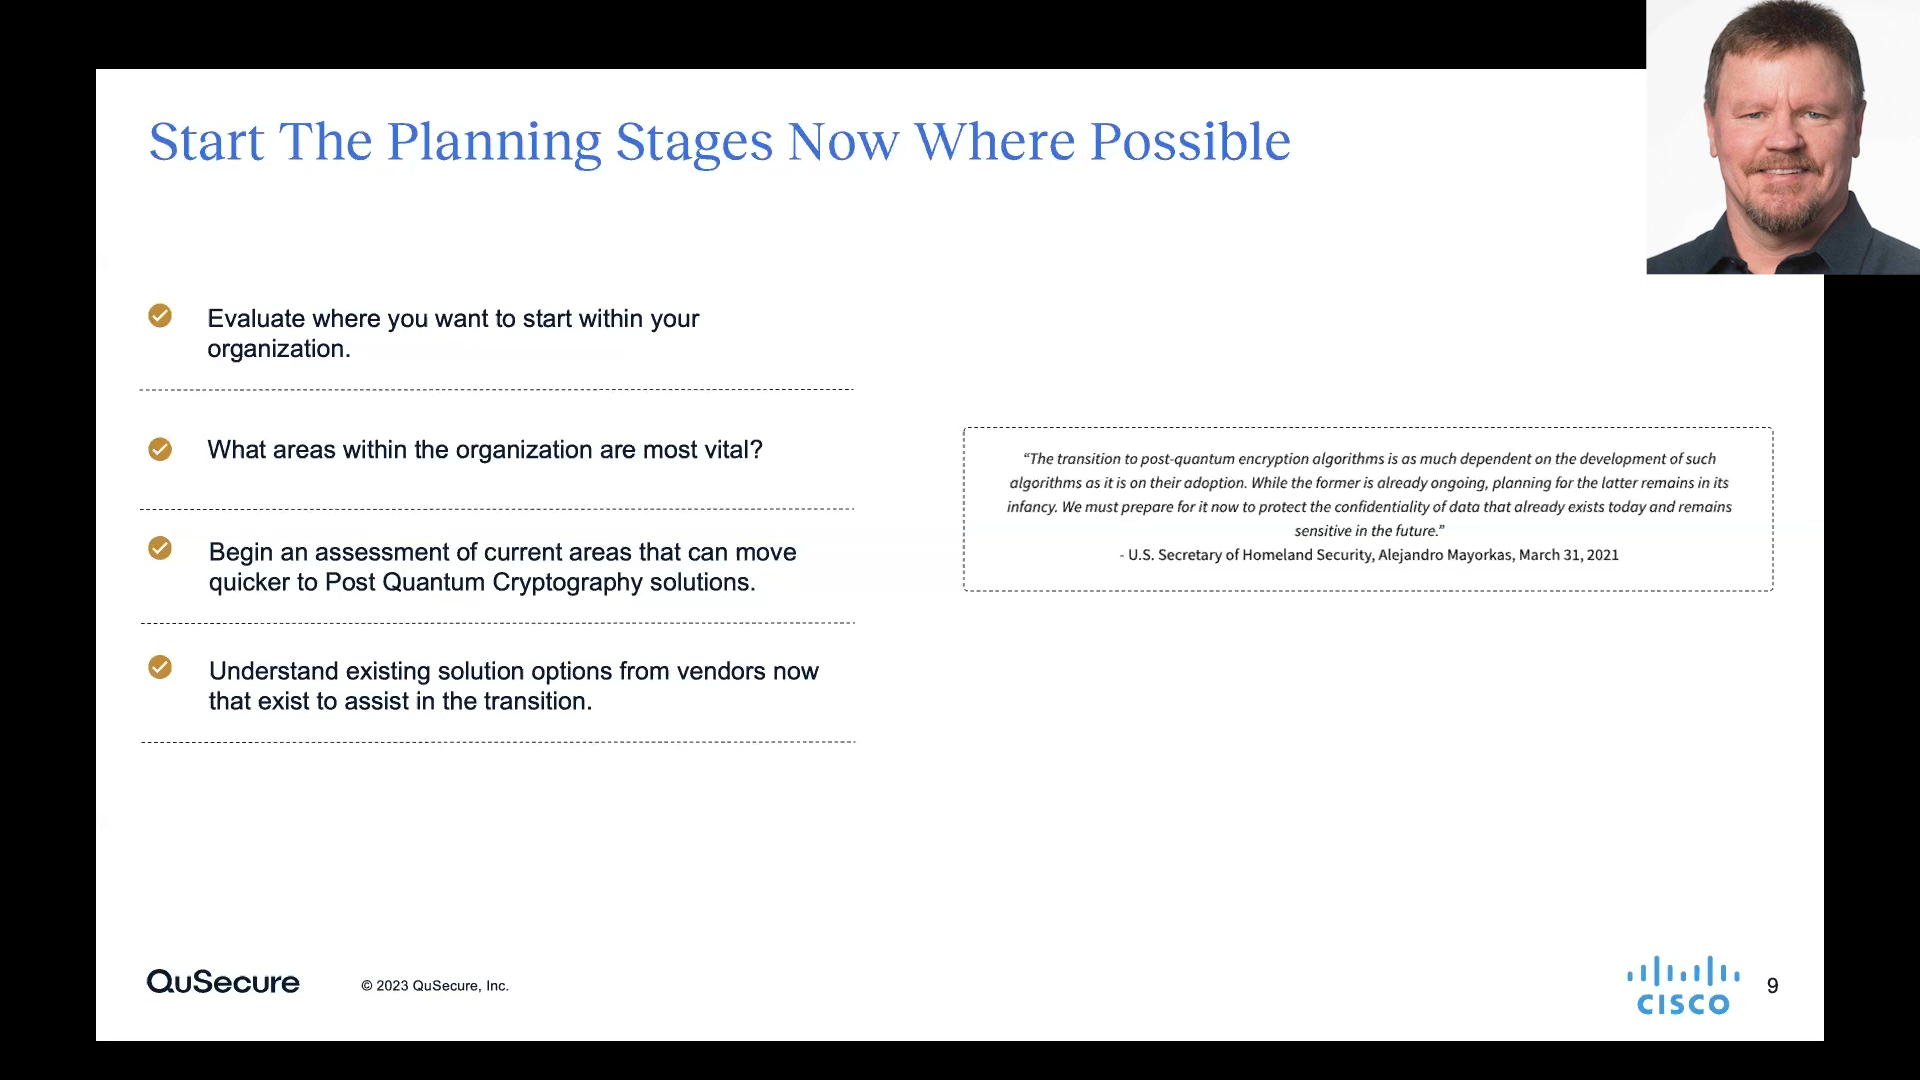 Start The Planning Stages Now Where Possible
Evaluate where you want to start within your
organization.
What areas within the organization are most vital?
Begin an assessment of current areas that can move
quicker to Post Quantum Cryptography solutions.
Understand existing solution options from vendors now
that exist to assist in the transition.
“The transition to post-quantum encryption algorithms is as much dependent on the development of such
algorithms as it is on their adoption. While the former is already ongoing, planning for the latter remains in its
infancy. We must prepare for it now to protect the confidentiality of data that already exists today and remains
sensitive in the future.”
- U.S. Secretary of Homeland Security, Alejandro Mayorkas, March 31, 2021
QuSecure
© 2023 QuSecure, Inc.
CISCO
9